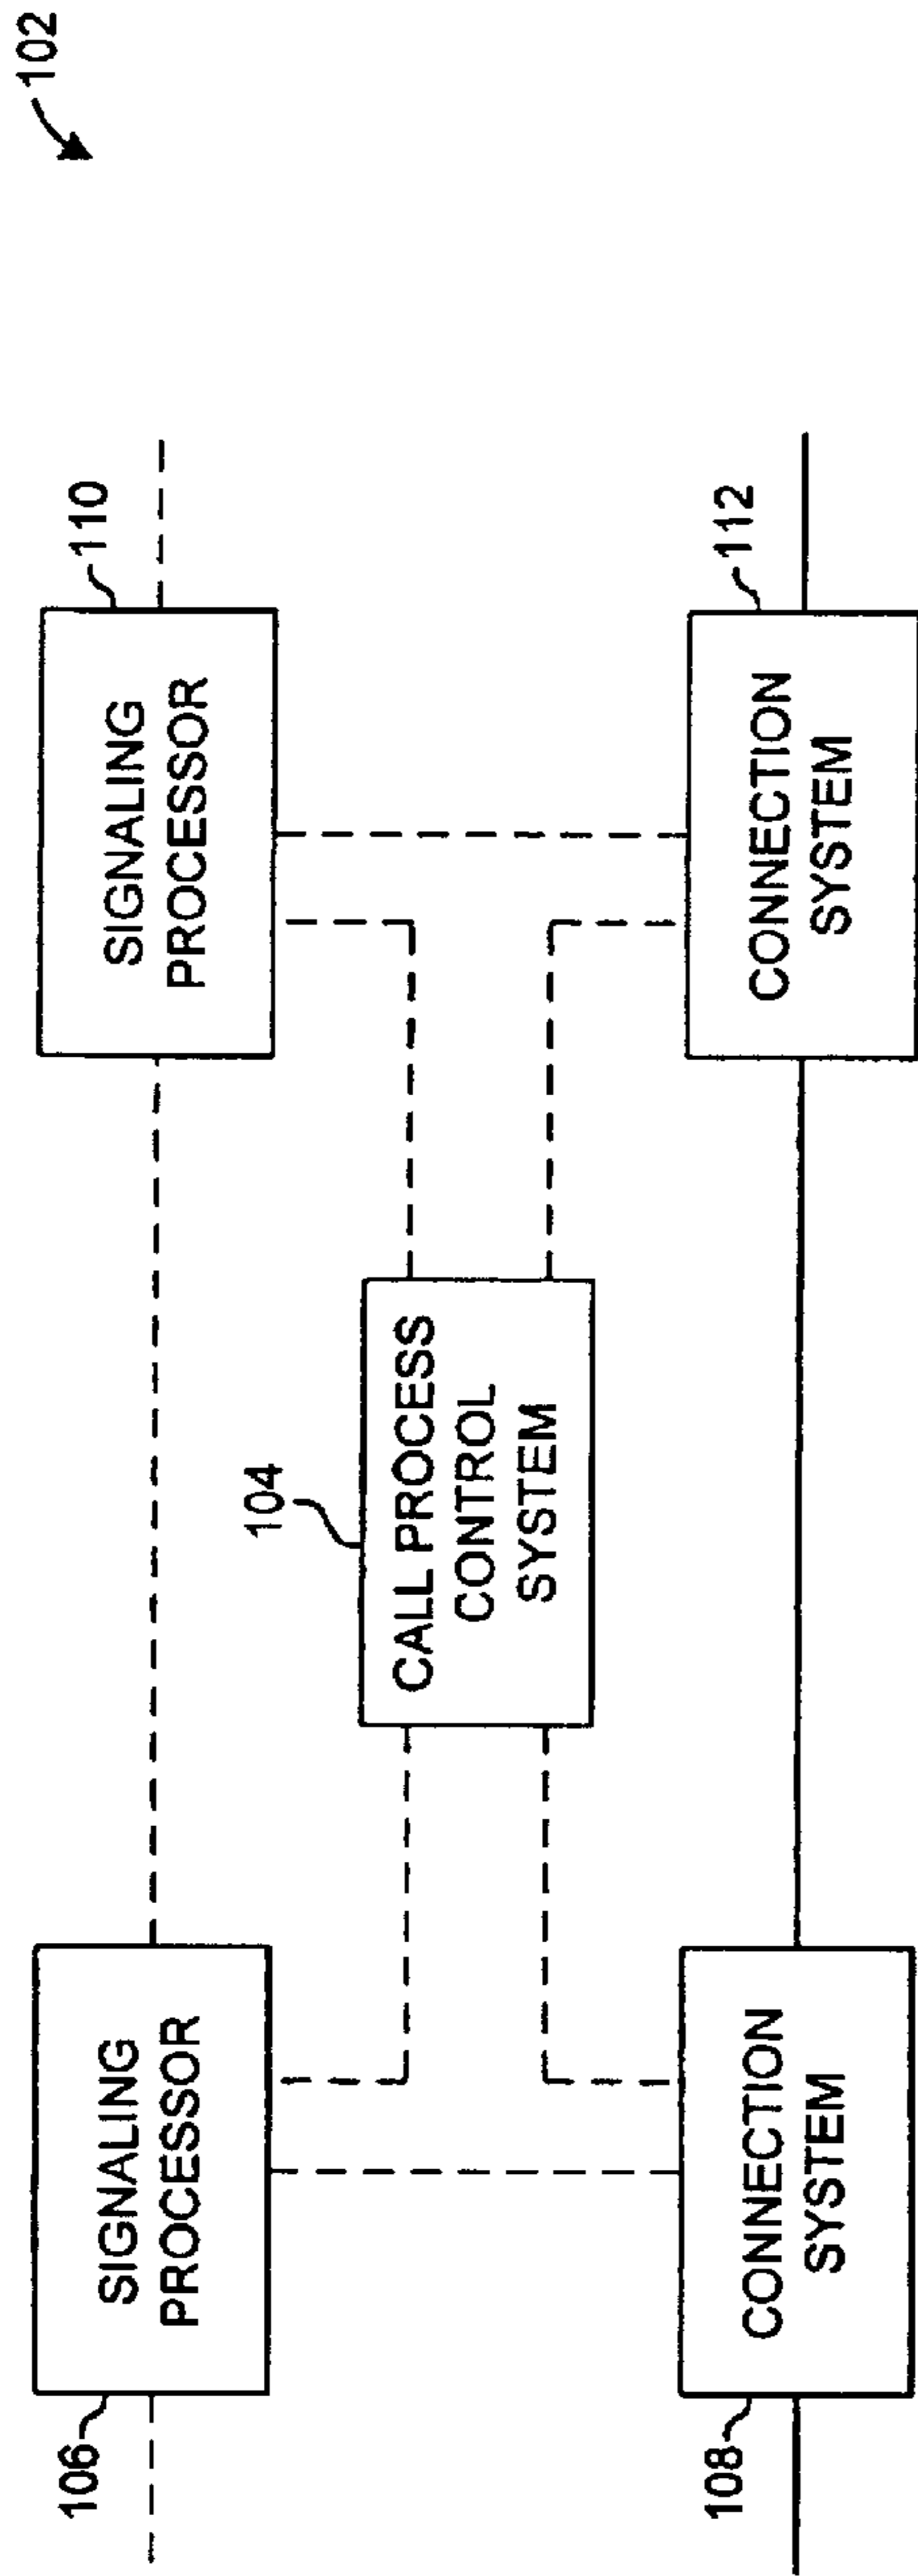 102
106
SIGNALING
PROCESSOR
110
SIGNALING
PROCESSOR
104
CALL PROCESS
CONTROL
SYSTEM
108
CONNECTION
SYSTEM
112
CONNECTION
SYSTEM